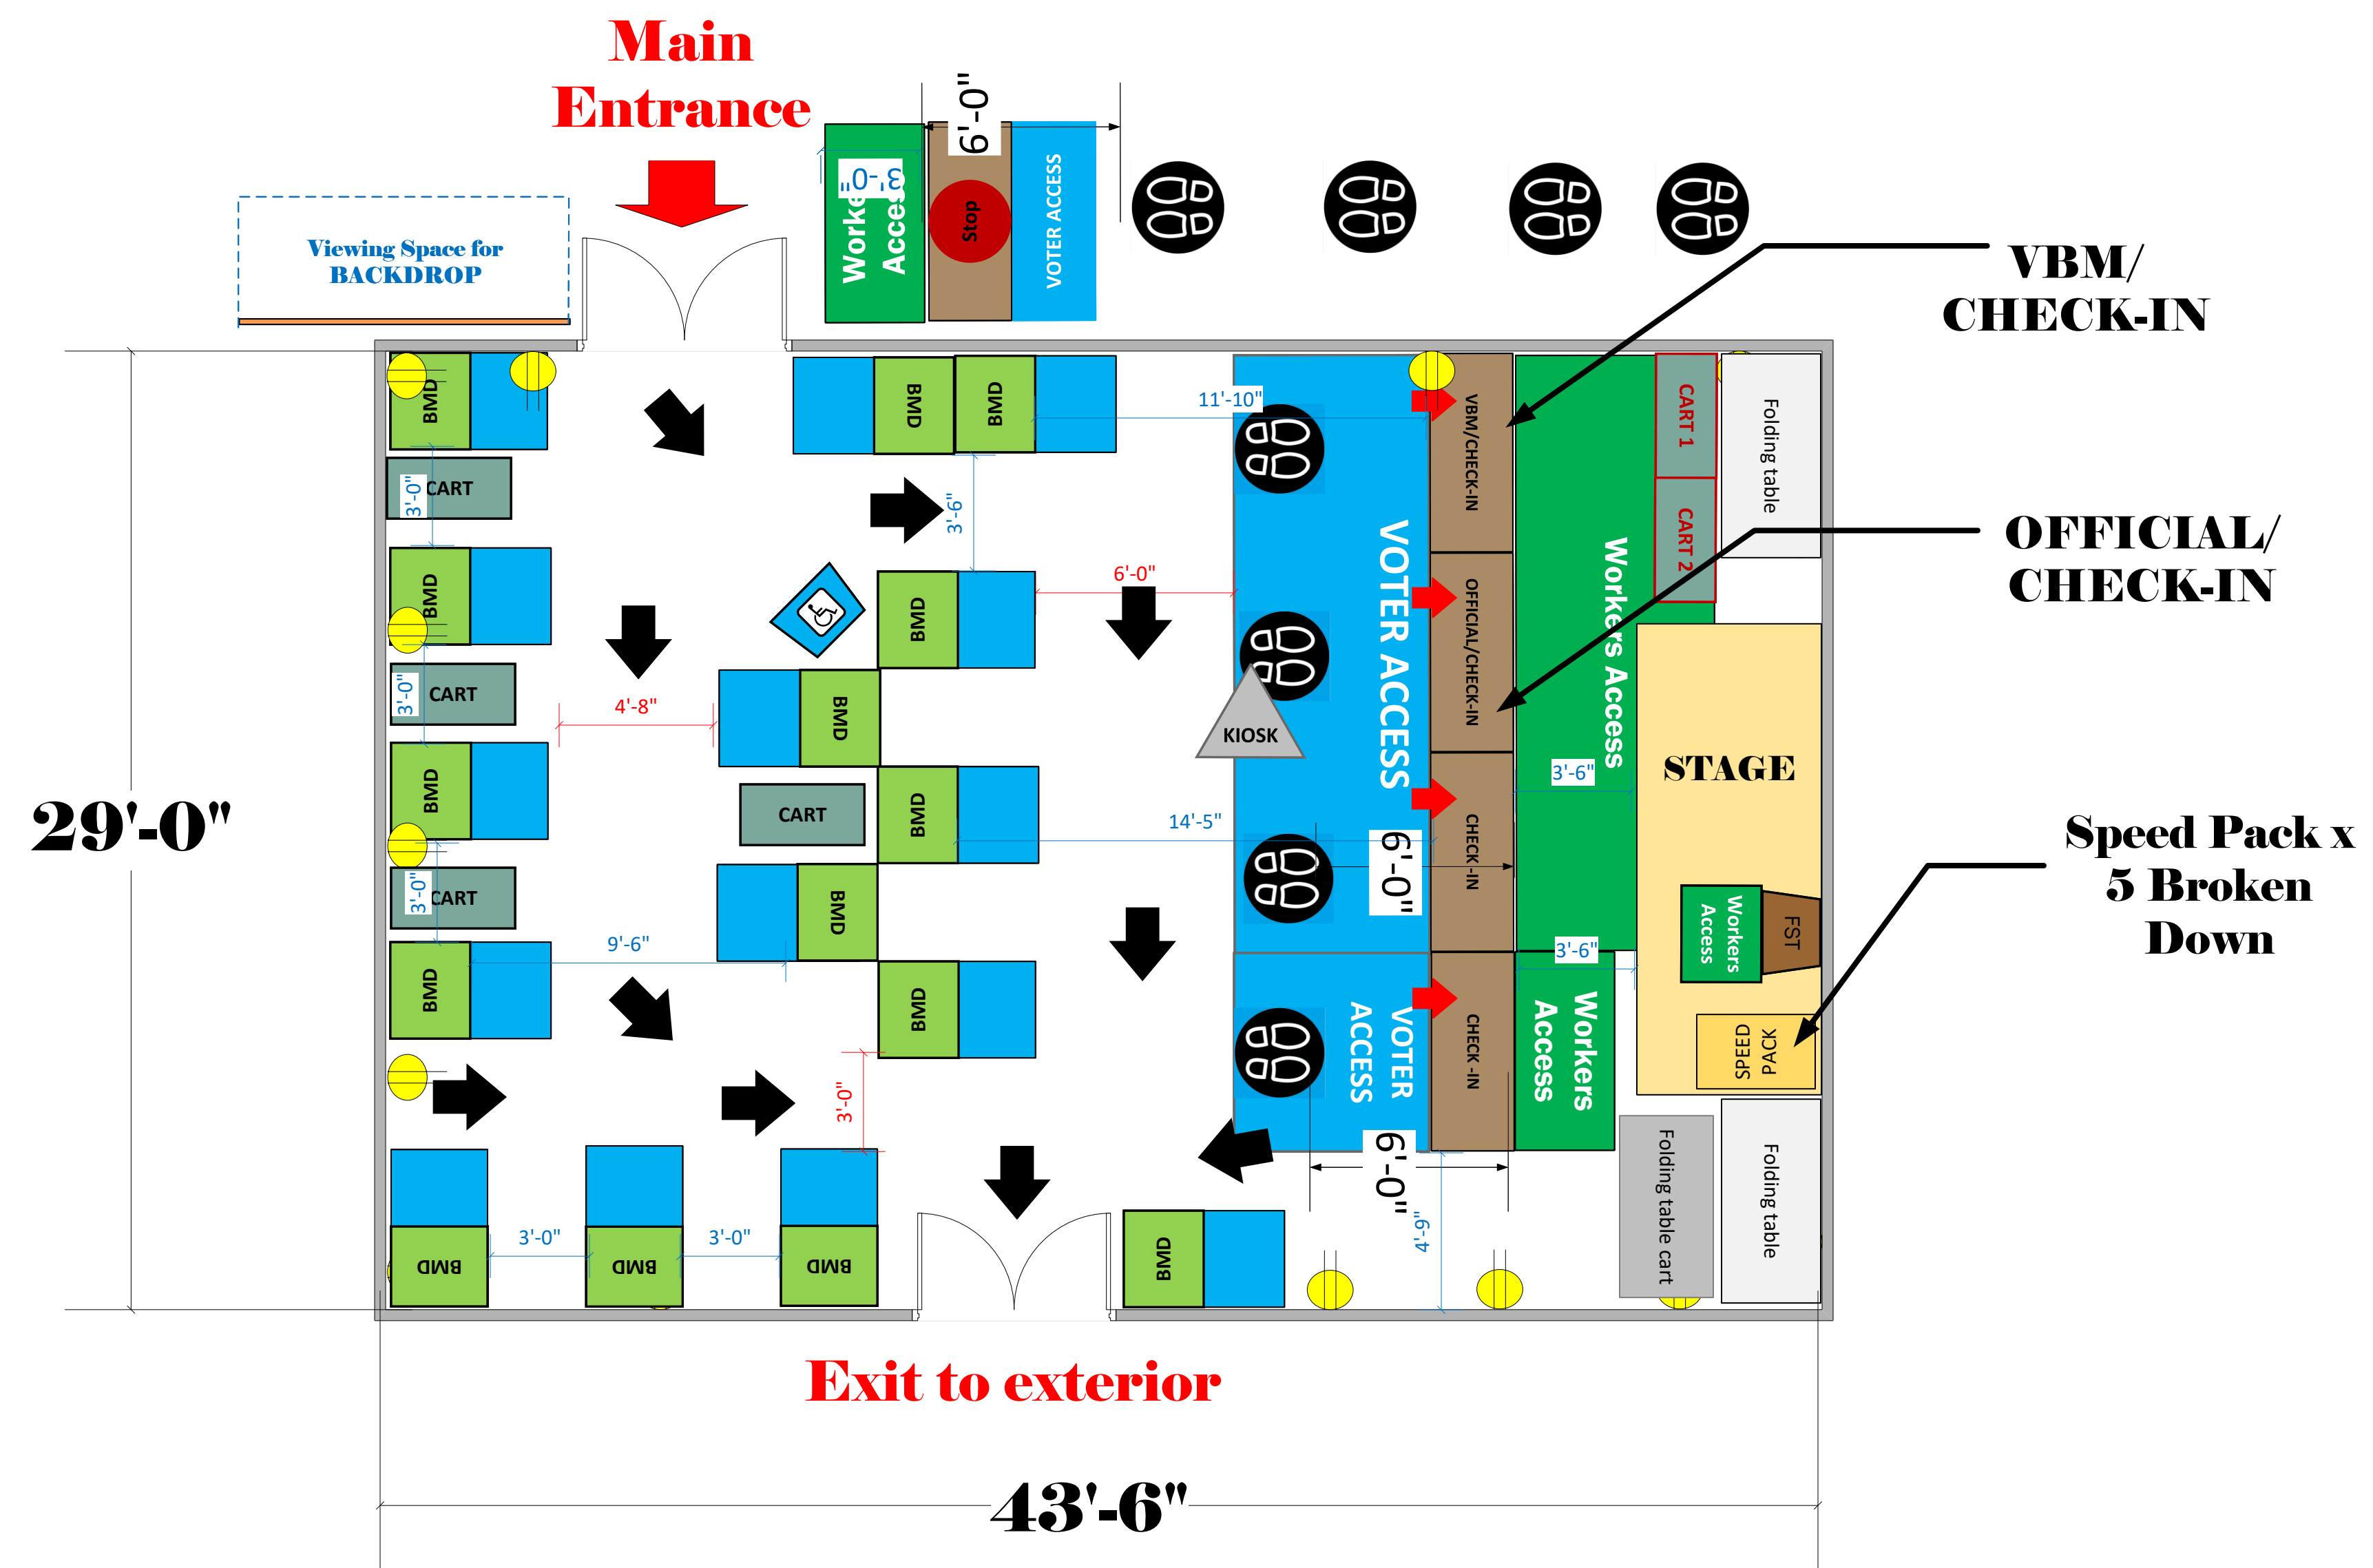 Main
Entrance
6'-0"
3'-0"
Workers
Access
Stop
VOTER ACCESS
Viewing Space for
BACKDROP
VBM/
CHECK-IN
BMD
BMD
BMD
11'-10"
VBM/CHECK-IN
CART 1
Folding table
CART
3'-0"
3'-6"
CART 2
OFFICIAL/
CHECK-IN
BMD
BMD
6'-0"
VOTER ACCESS
OFFICIAL/CHECK-IN
Workers Access
CART
3'-0"
4'-8"
BMD
KIOSK
3'-6"
STAGE
29'-0"
BMD
CART
BMD
14'-5"
6'-0"
CHECK-IN
Speed Pack x
5 Broken
Down
CART
3'-0"
BMD
Workers
Access
FST
9'-6"
3'-6"
BMD
BMD
VOTER
ACCESS
CHECK -IN
Workers
Access
SPEED
PACK
3'-0"
6'-0"
4'-6"
Folding table cart
Folding table
3'-0"
3'-0"
BMD
BMD
BMD
BMD
Exit to exterior
43'-6"